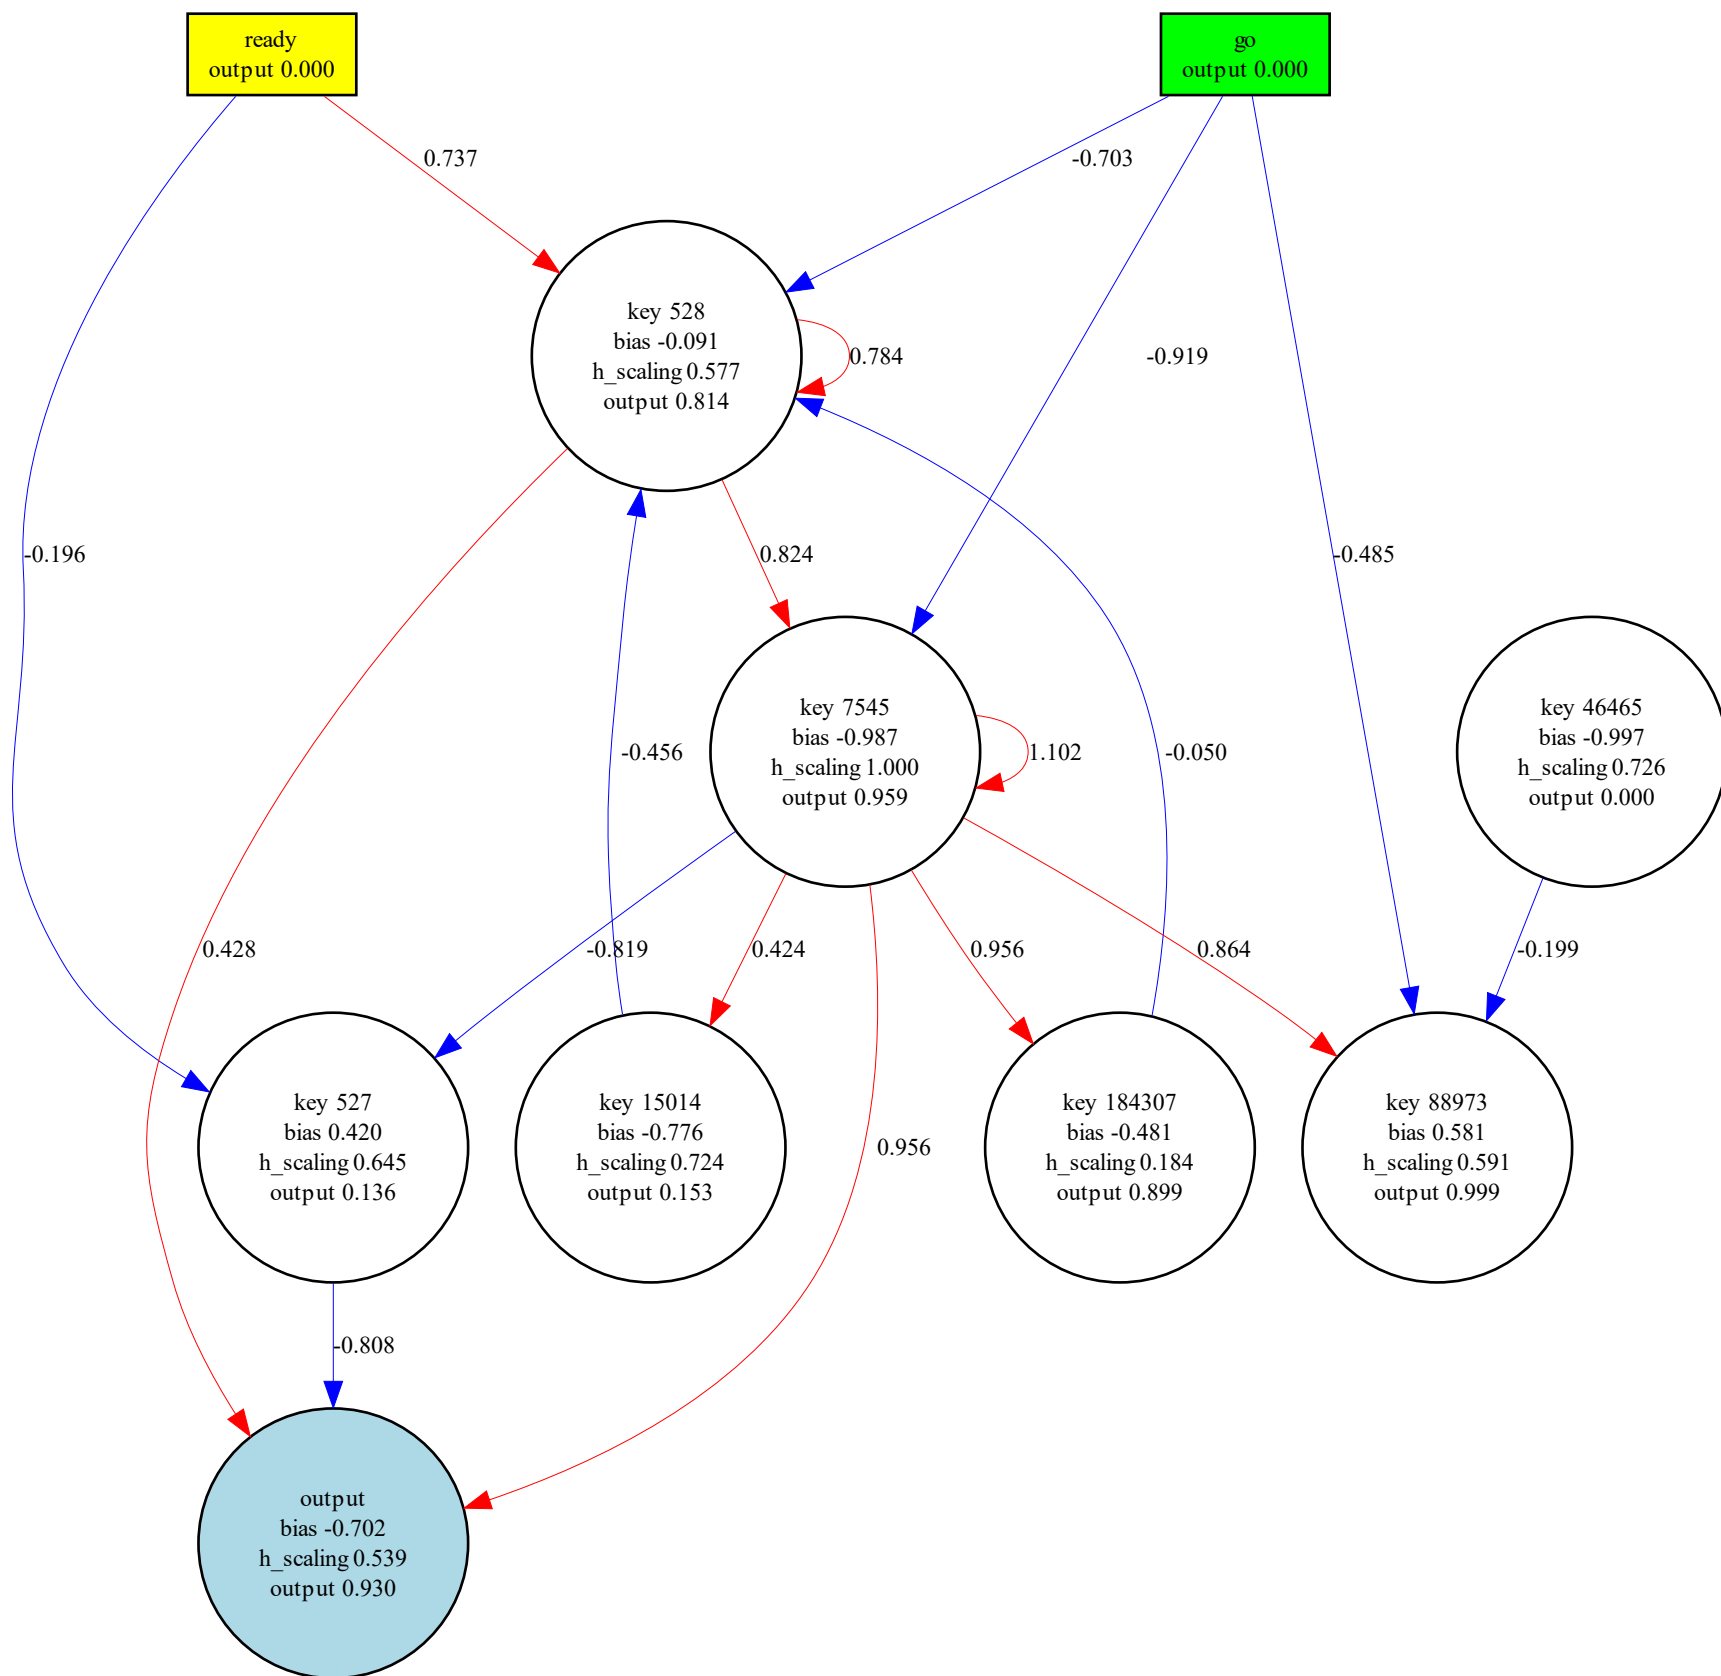 ready
output 0.000
go
output 0.000
0.737
-0.703
key 528
bias -0.091
h_scaling 0.577
output 0.814
0.784
-0.919
-0.196
0.824
-0.485
key 7545
bias -0.987
h_scaling 1.000
output 0.959
-0.456
1.102
-0.050
key 46465
bias -0.997
h_scaling 0.726
output 0.000
0.428
-0.819
0.424
0.956
0.864
-0.199
key 527
bias 0.420
h_scaling 0.645
output 0.136
key 15014
bias -0.776
h_scaling 0.724
output 0.153
0.956
key 184307
bias -0.481
h_scaling 0.184
output 0.899
key 88973
bias 0.581
h_scaling 0.591
output 0.999
-0.808
output
bias -0.702
h_scaling 0.539
output 0.930